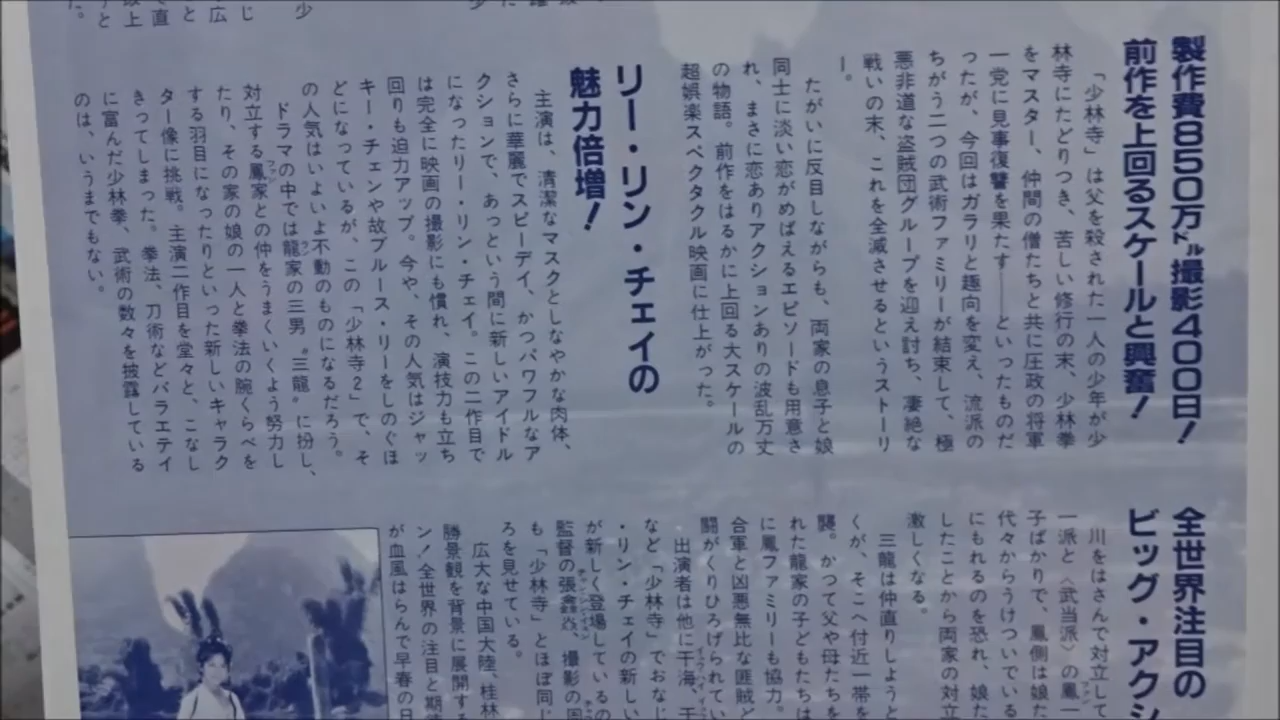 製作費850万ドル撮影400日!
前作を上回るスケールと興奮!
「少林寺」は父を殺された一人の少年が少
林寺にたどりつき、苦しい修行の末、少林拳
をマスター、仲間の僧たちと共に圧政の将軍
一党に見事復讐を果たす――といったものだ
ったが、今回はガラリと趣向を変え、流派の
ちがう二つの武術ファミリーが結束して、極
悪非道な盗賊団グループを迎え討ち、凄絶な
戦いの末、これを全滅させるというストーリ
ー。
たがいに反目しながらも、両家の息子と娘
同士に淡い恋がめばえるエピソードも用意さ
れ、まさに恋ありアクションありの波乱万丈
の物語。前作をはるかに上回る大スケールの
超娯楽スペクタクル映画に仕上がった。
リー・リン・チェイの
魅力倍増!
主演は、清潔なマスクとしなやかな肉体、
さらに華麗でスピーデイ、かつパワフルなア
クションで、あっという間に新しいアイドル
になったリー・リン・チェイ。この二作目で
は完全に映画の撮影にも慣れ、演技力も立ち
回りも迫力アップ。今や、その人気はジャッ
キー・チェンや故ブルース・リーをしのぐほ
どになっているが、この「少林寺2」で、そ
の人気はいよいよ不動のものになるだろう。
ドラマの中では龍家の三男〝三龍〟に扮し、
対立する鳳家との仲をうまくいくよう努力し
たり、その家の娘の一人と拳法の腕くらべを
する羽目になったりといった新しいキャラク
ター像に挑戦。主演二作目を堂々と、こなし
きってしまった。拳法、刀術などバラエテイ
に富んだ少林拳、武術の数々を披露している
のは、いうまでもない。
全世界注目の
ビッグ・アクシ
川をはさんで対立して
一派と〈武当派〉の鳳一
子ばかりで、鳳側は娘た
代々からうけついでいる
にもれるのを恐れ、娘た
したことから両家の対立
激しくなる。
三龍は仲直りしようと
くが、そこへ付近一帯を
襲。かつて父や母たちを
れた龍家の子どもたちは
に鳳ファミリーも協力。
合軍と凶悪無比な匪賊と
闘がくりひろげられてい
出演者は他に于海、于
など「少林寺」でおなじ
・リン・チェイの新しい
が新しく登場しているの
監督の張鑫炎、撮影の国
も「少林寺」とほぼ同じ
ろを見せている。
広大な中国大陸、桂林
勝景観を背景に展開する
ン!全世界の注目と期待
が血風はらんで早春の日